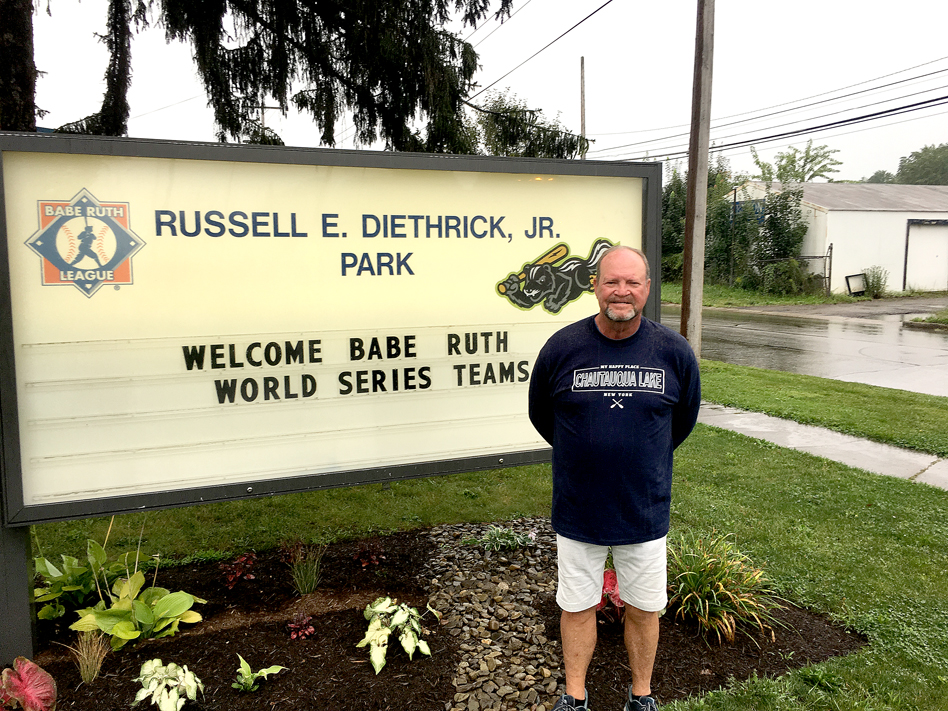 BABE RUTH
LEAGUE
RUSSELL E. DIETHRICK, JR.
PARK
WELCOME BABE RUTH
WORLD SERIES TEAMS
MY HAPPY PLACE
CHAUTAUQUA LAKE
NEW YORK